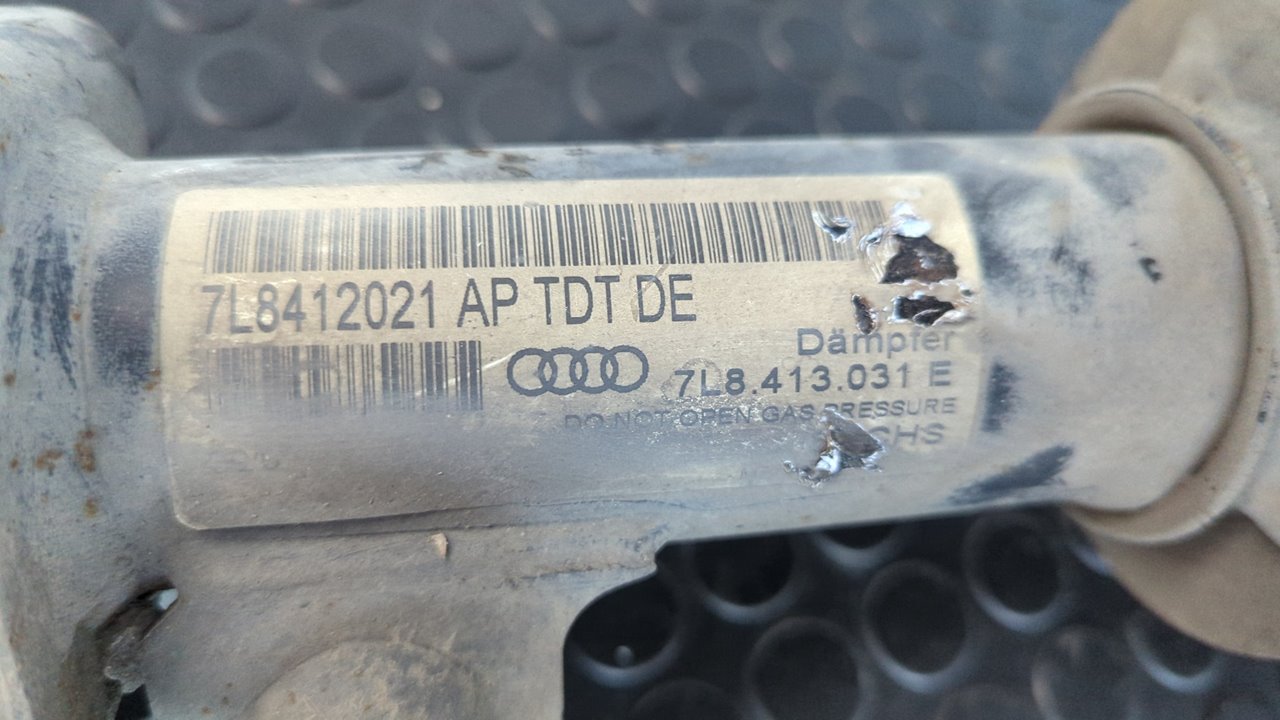 7L8412021 AP TDT DE
Dämpfer
7L8.413.031 E
DO NOT OPEN GAS PRESSURE